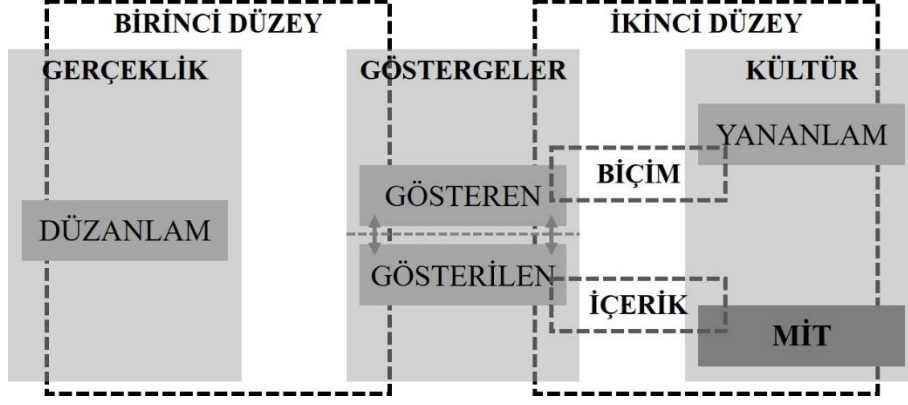 BİRİNCİ DÜZEY
İKİNCİ DÜZEY
GERÇEKLİK
GÖSTERGELER
KÜLTÜR
YANANLAM
BİÇİM
GÖSTEREN
DÜZANLAM
GÖSTERİLEN
İÇERİK
MİT